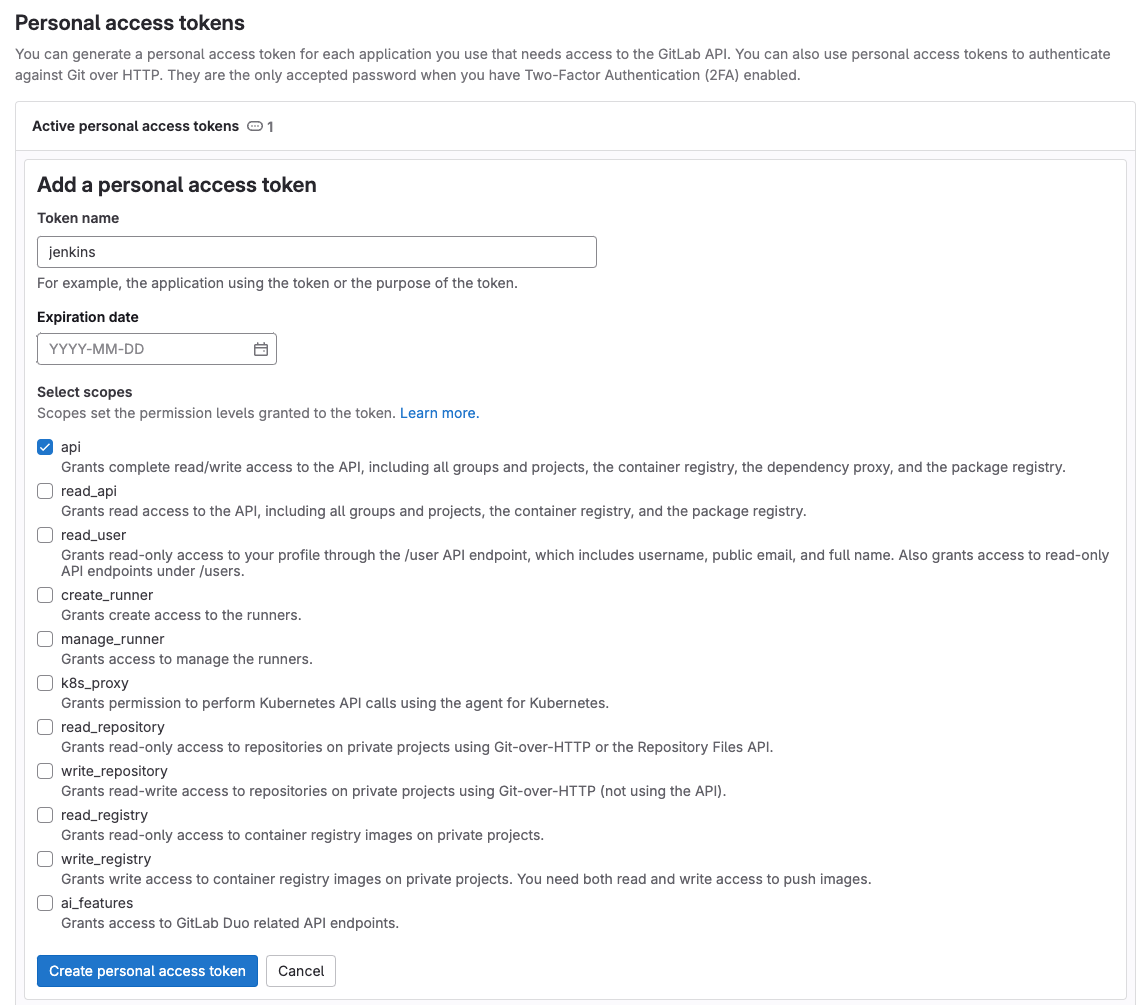 Personal access tokens
You can generate a personal access token for each application you use that needs access to the GitLab API. You can also use personal access tokens to authenticate
against Git over HTTP. They are the only accepted password when you have Two-Factor Authentication (2FA) enabled.
Active personal access tokens 1
Add a personal access token
Token name
jenkins
For example, the application using the token or the purpose of the token.
Expiration date
YYYY-MM-DD
Select scopes
Scopes set the permission levels granted to the token. Learn more.
api
Grants complete read/write access to the API, including all groups and projects, the container registry, the dependency proxy, and the package registry.
read_api
Grants read access to the API, including all groups and projects, the container registry, and the package registry.
read_user
Grants read-only access to your profile through the /user API endpoint, which includes username, public email, and full name. Also grants access to read-only
API endpoints under /users.
create_runner
Grants create access to the runners.
manage_runner
Grants access to manage the runners.
k8s_proxy
Grants permission to perform Kubernetes API calls using the agent for Kubernetes.
read_repository
Grants read-only access to repositories on private projects using Git-over-HTTP or the Repository Files API.
write_repository
Grants read-write access to repositories on private projects using Git-over-HTTP (not using the API).
read_registry
Grants read-only access to container registry images on private projects.
write_registry
Grants write access to container registry images on private projects. You need both read and write access to push images.
ai_features
Grants access to GitLab Duo related API endpoints.
Create personal access token Cancel